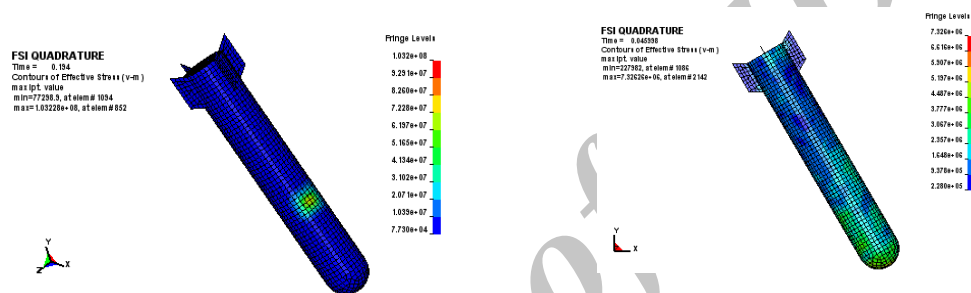 FSI QUADRATURE
Time = 0.194
Contours of Effective Stress (v-m)
max ipt. value
min=77298.9, at elem# 1094
max=1.03228e+08, at elem# 852
Fringe Levels
1.032e+08
9.291e+07
8.260e+07
7.228e+07
6.197e+07
5.165e+07
4.134e+07
3.102e+07
2.071e+07
1.039e+07
7.730e+04
Y
Z
X
FSI QUADRATURE
Time = 0.045998
Contours of Effective Stress (v-m)
max ipt. value
min=227982, at elem# 1086
max=7.32626e+06, at elem# 2142
Fringe Levels
7.326e+06
6.616e+06
5.907e+06
5.197e+06
4.487e+06
3.777e+06
3.067e+06
2.357e+06
1.648e+06
9.378e+05
2.280e+05
Y
X